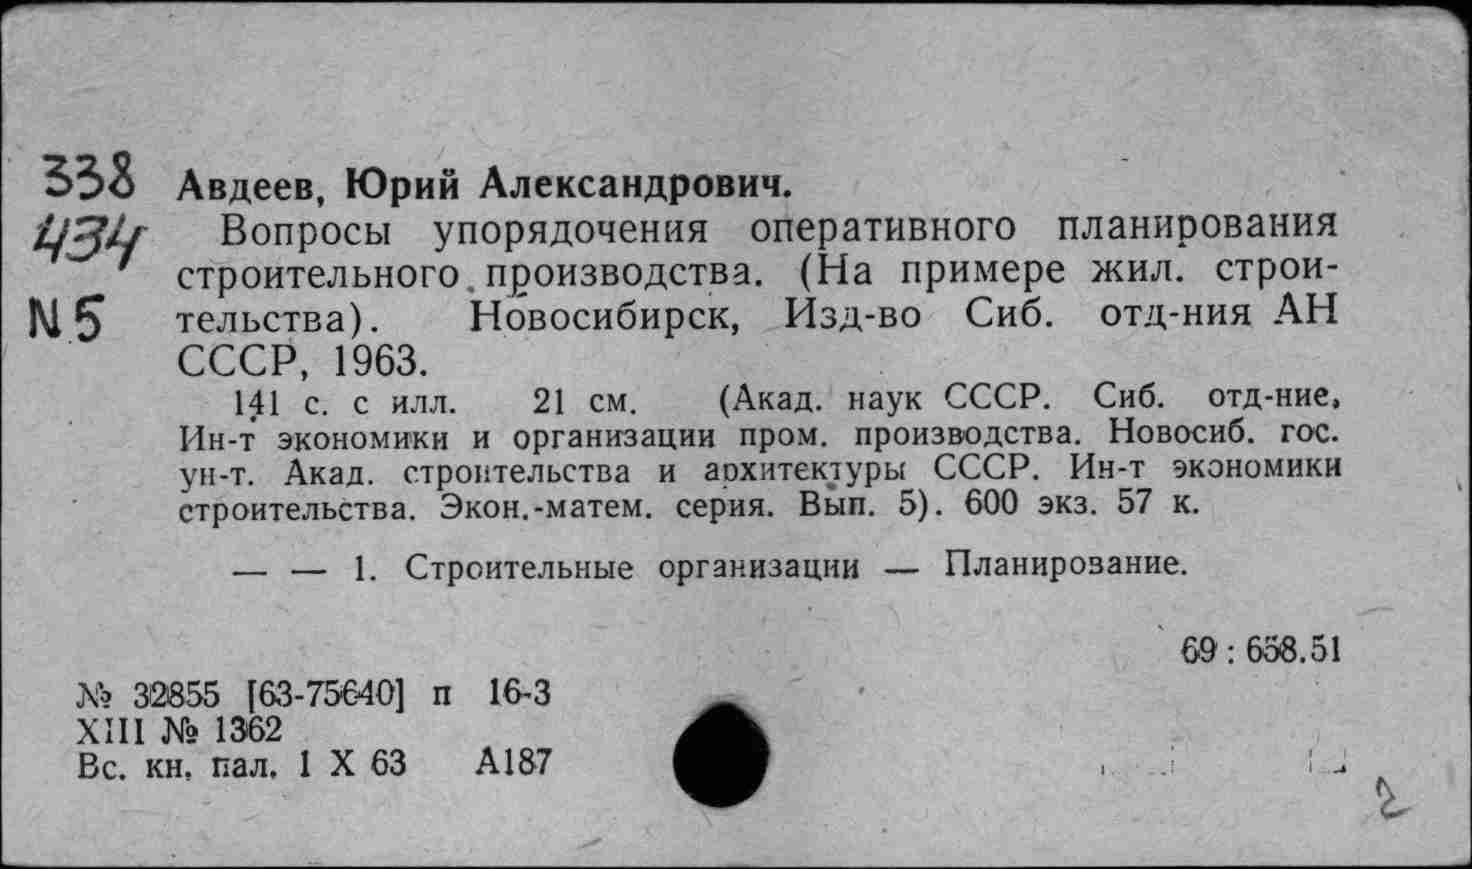 338
434
N 5
Авдеев, Юрий Александрович.
Вопросы упорядочения оперативного планирования
строительного производства. (На примере жил. строи-
тельства). Новосибирск, Изд-во Сиб. отд-ния АН
СССР, 1963.
141 с. с илл. 21 см. (Акад. наук СССР. Сиб. отд-ние,
Ин-т экономики и организации пром. производства. Новосиб. гос.
ун-т. Акад. строительства и архитектуры СССР. Ин-т экономики
строительства. Экон.-матем. серия. Вып. 5). 600 экз. 57 к.
— — 1. Строительные организации — Планирование.
69 : 658.51
№ 32855 [63-75640] п 16-3
XIII № 1362
Вс. кн. пал. 1 X 63 А187
2